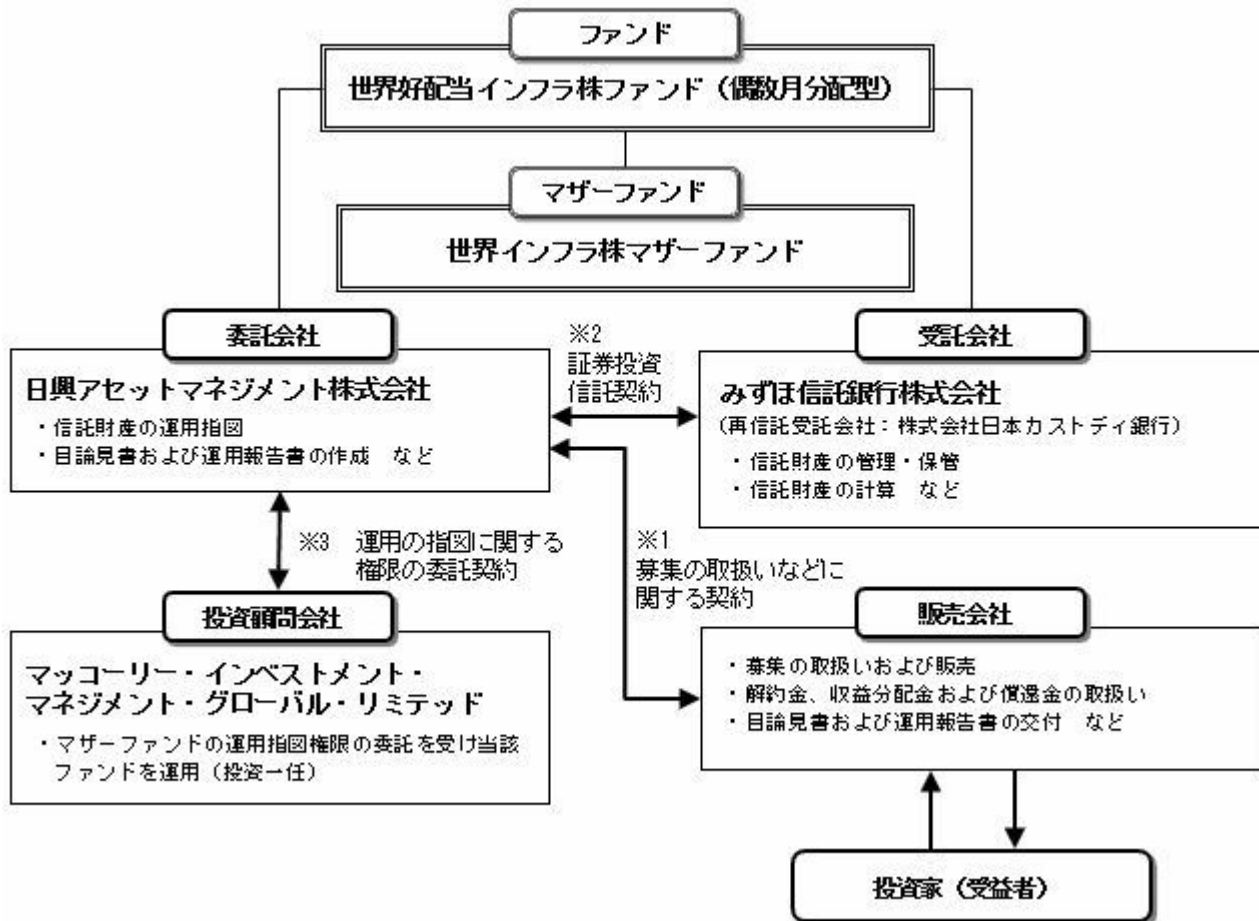 ファンド
世界好配当インフラ株ファンド（偶数月分配型）
マザーファンド
世界インフラ株マザーファンド
委託会社
日興アセットマネジメント株式会社
・信託財産の運用指図
・目論見書および運用報告書の作成　など
※2
証券投資
信託契約
受託会社
みずほ信託銀行株式会社
（再信託受託会社：株式会社日本カストディ銀行）
・信託財産の管理・保管
・信託財産の計算　など
※3　運用の指図に関する
権限の委託契約
※1
募集の取扱いなどに
関する契約
投資顧問会社
マッコーリー・インベストメント・
マネジメント・グローバル・リミテッド
・マザーファンドの運用指図権限の委託を受け当該
ファンドを運用（投資一任）
販売会社
・募集の取扱いおよび販売
・解約金、収益分配金および償還金の取扱い
・目論見書および運用報告書の交付　など
投資家（受益者）